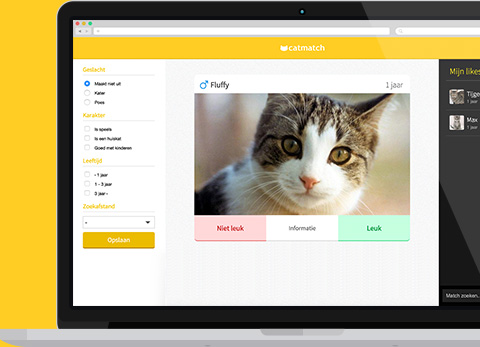 catmatch
Geslacht
Maakt niet uit
Kater
Poes
Karakter
Is speels
Is een huiskat
Goed met kinderen
Leeftijd
- 1 jaar
1 - 3 jaar
3 jaar -
Zoekafstand
-
Opslaan
Fluffy 1 jaar
Niet leuk Informatie Leuk
Mijn likes
Tijge
1 jaar
Max
1 jaar
Match zoeken.